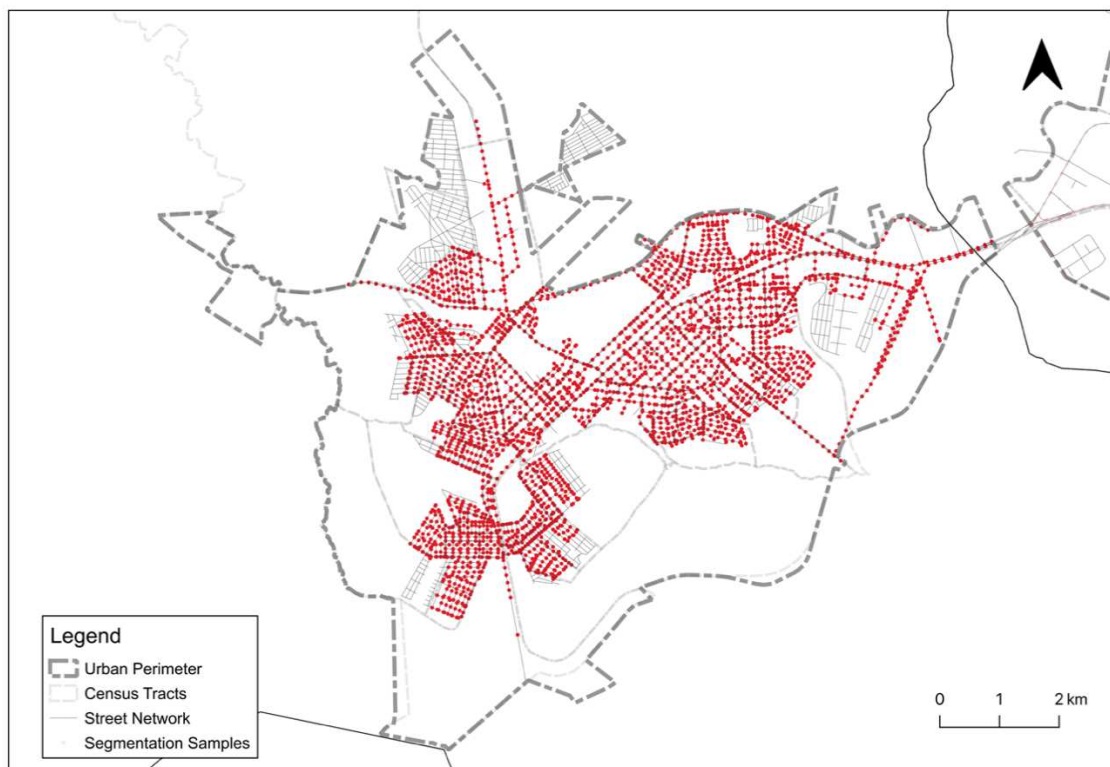 Legend
Urban Perimeter
Census Tracts
Street Network
Segmentation Samples
0 1 2 km